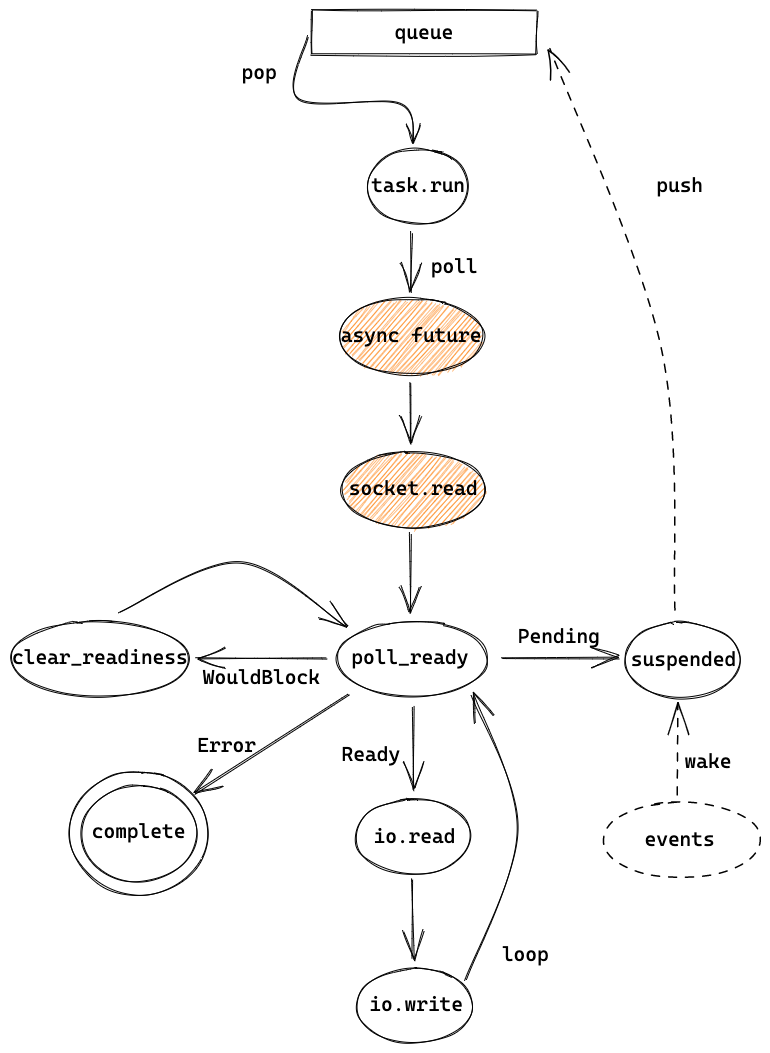 queue
pop
task.run
push
poll
async future
socket.read
Pending
clear_readiness
poll_ready
suspended
WouldBlock
Error
Ready
wake
complete
io.read
events
loop
io.write